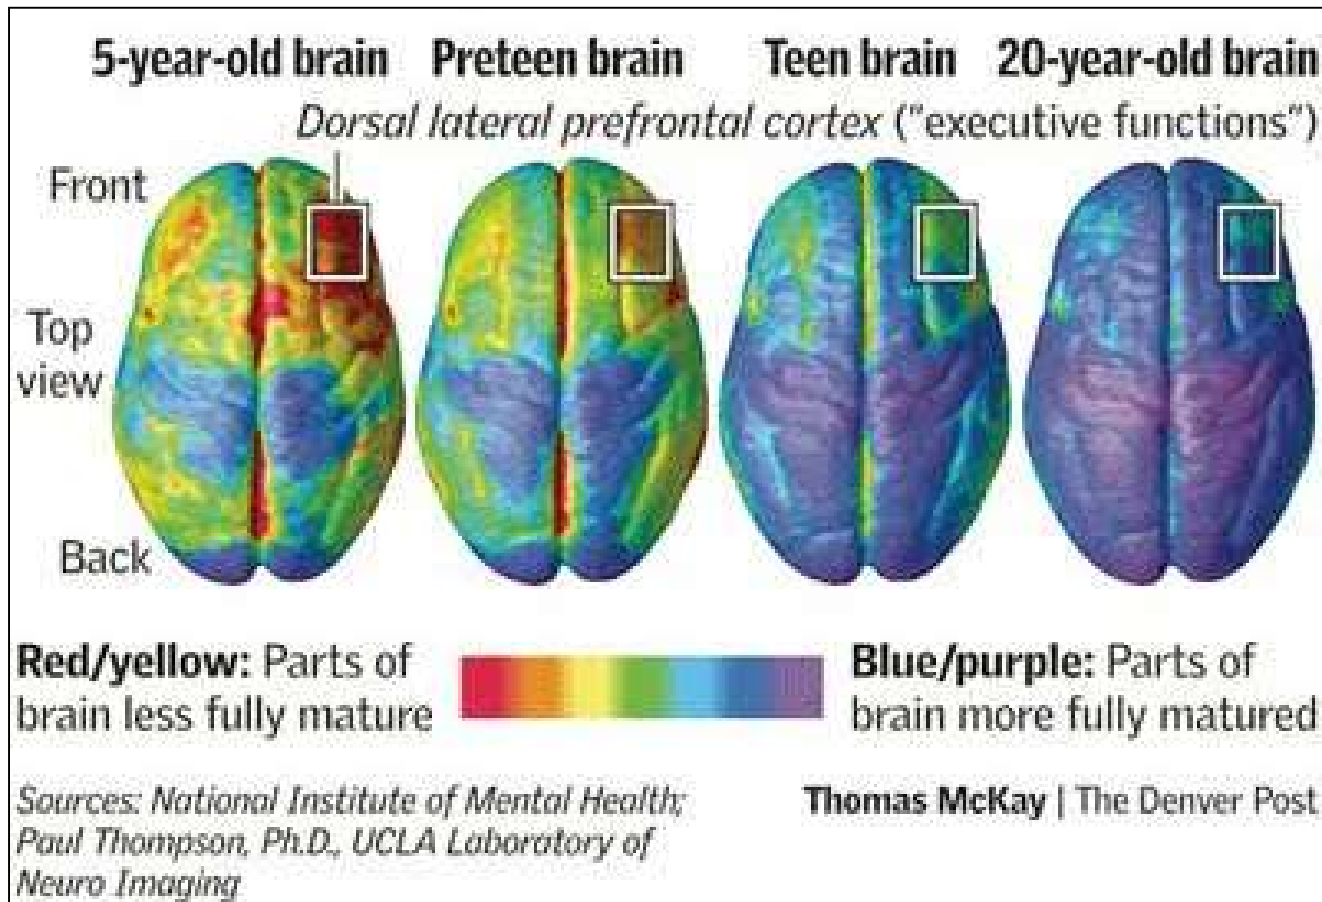 5-year-old brain Preteen brain Teen brain 20-year-old brain
Dorsal lateral prefrontal cortex ("executive functions")
Front
Top
view
Back
Red/yellow: Parts of
brain less fully mature
Blue/purple: Parts of
brain more fully matured
Sources: National Institute of Mental Health;
Paul Thompson, Ph.D., UCLA Laboratory of
Neuro Imaging
Thomas McKay | The Denver Post